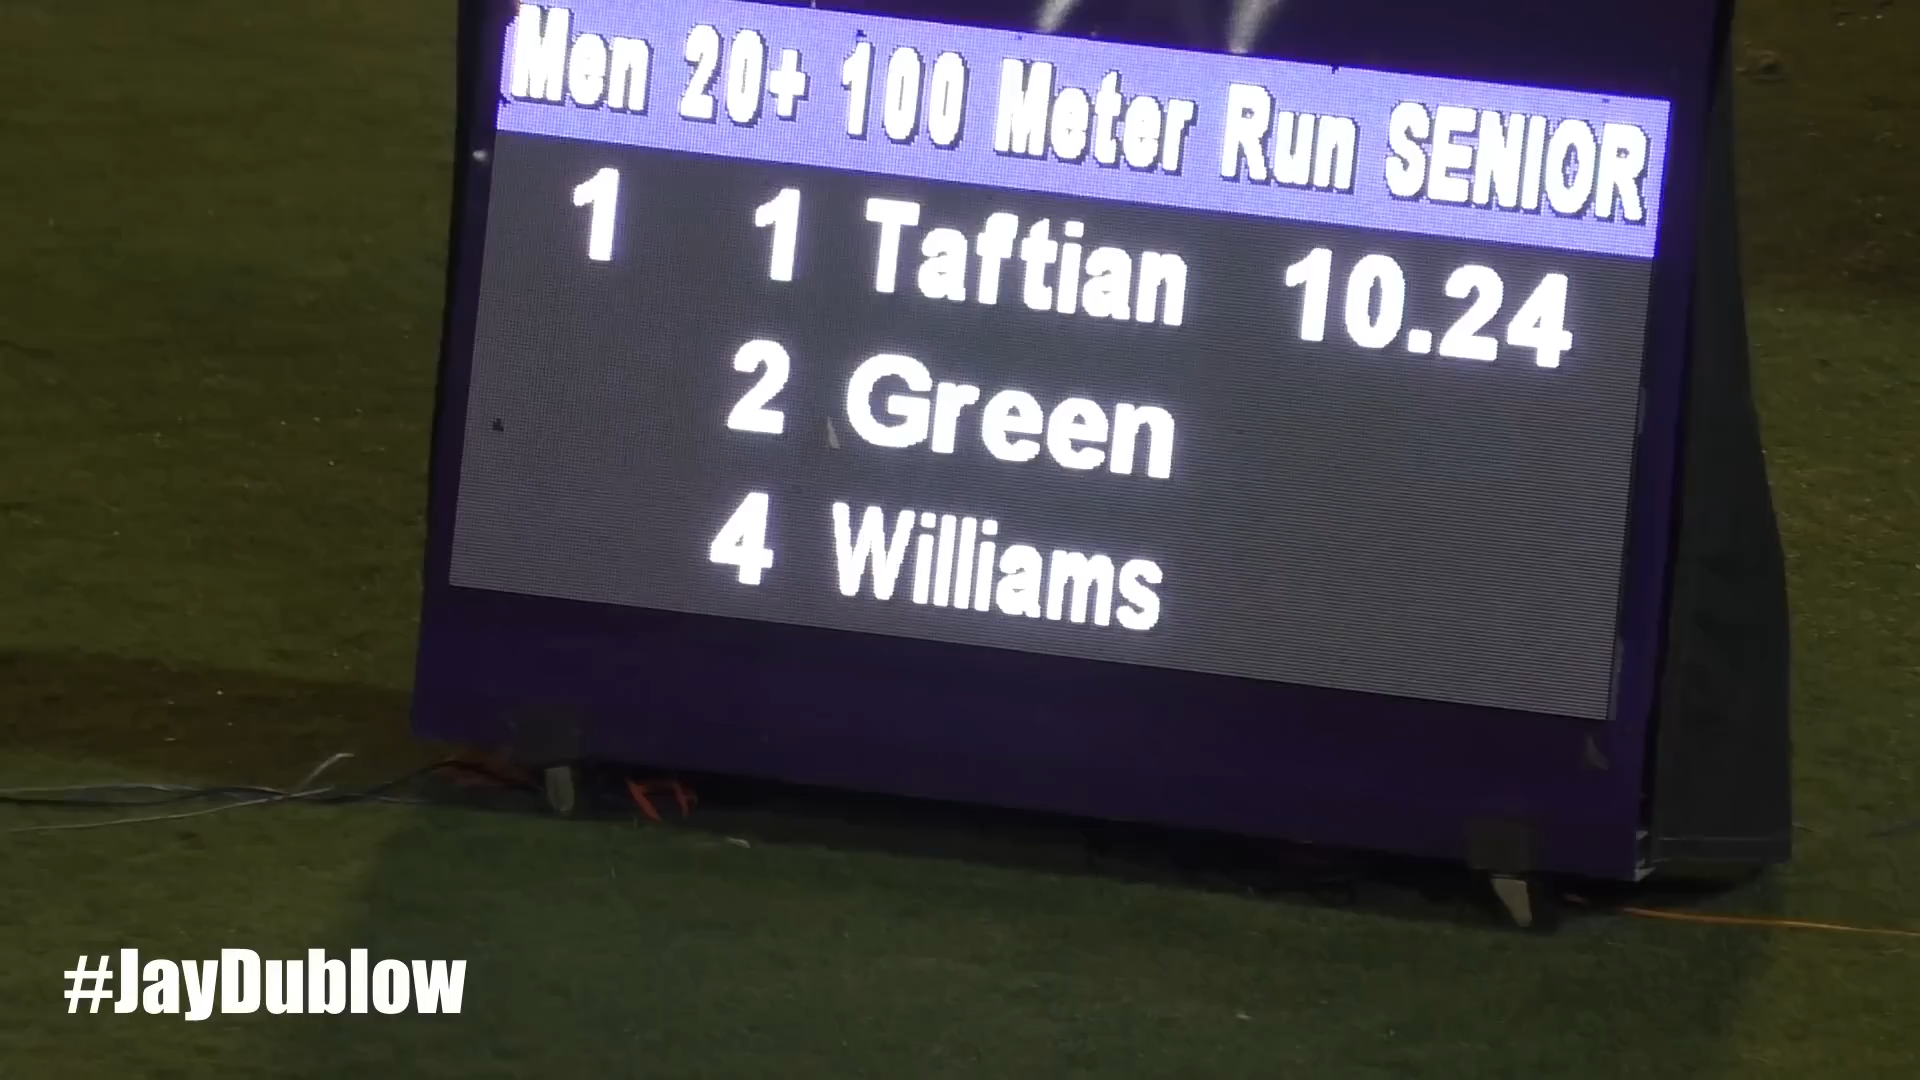 Men 20+ 100 Meter Run SENIOR
1 1 Taftian 10.24
2 Green
4 Williams
#JayDublow